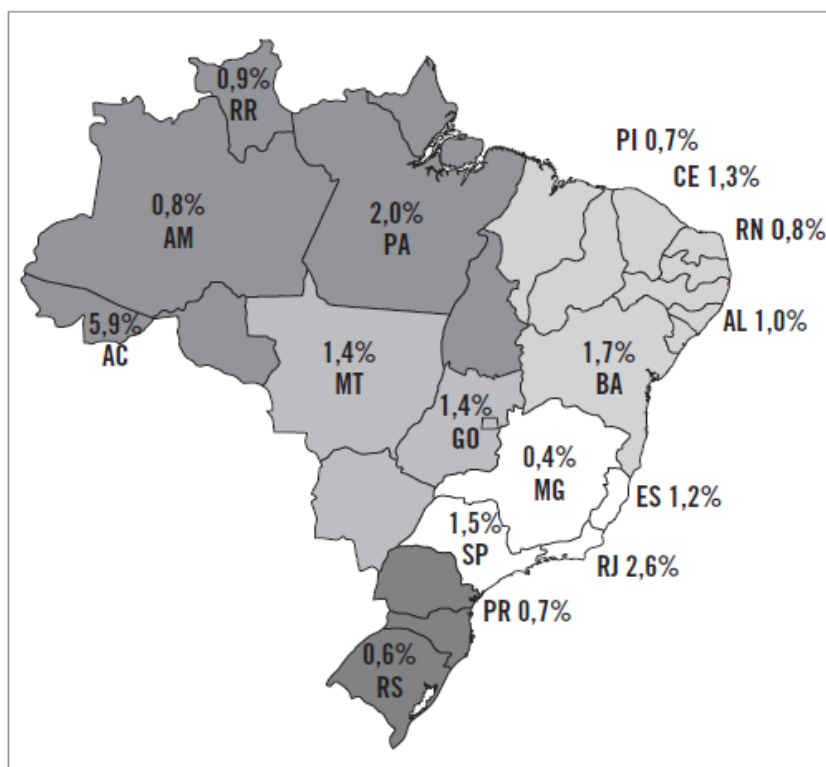 0,9%
RR
PI 0,7%
CE 1,3%
0,8%
AM
2,0%
PA
RN 0,8%
5,9%
AC
AL 1,0%
1,4%
MT
1,7%
BA
1,4%
GO
0,4%
MG
ES 1,2%
1,5%
SP
RJ 2,6%
PR 0,7%
0,6%
RS